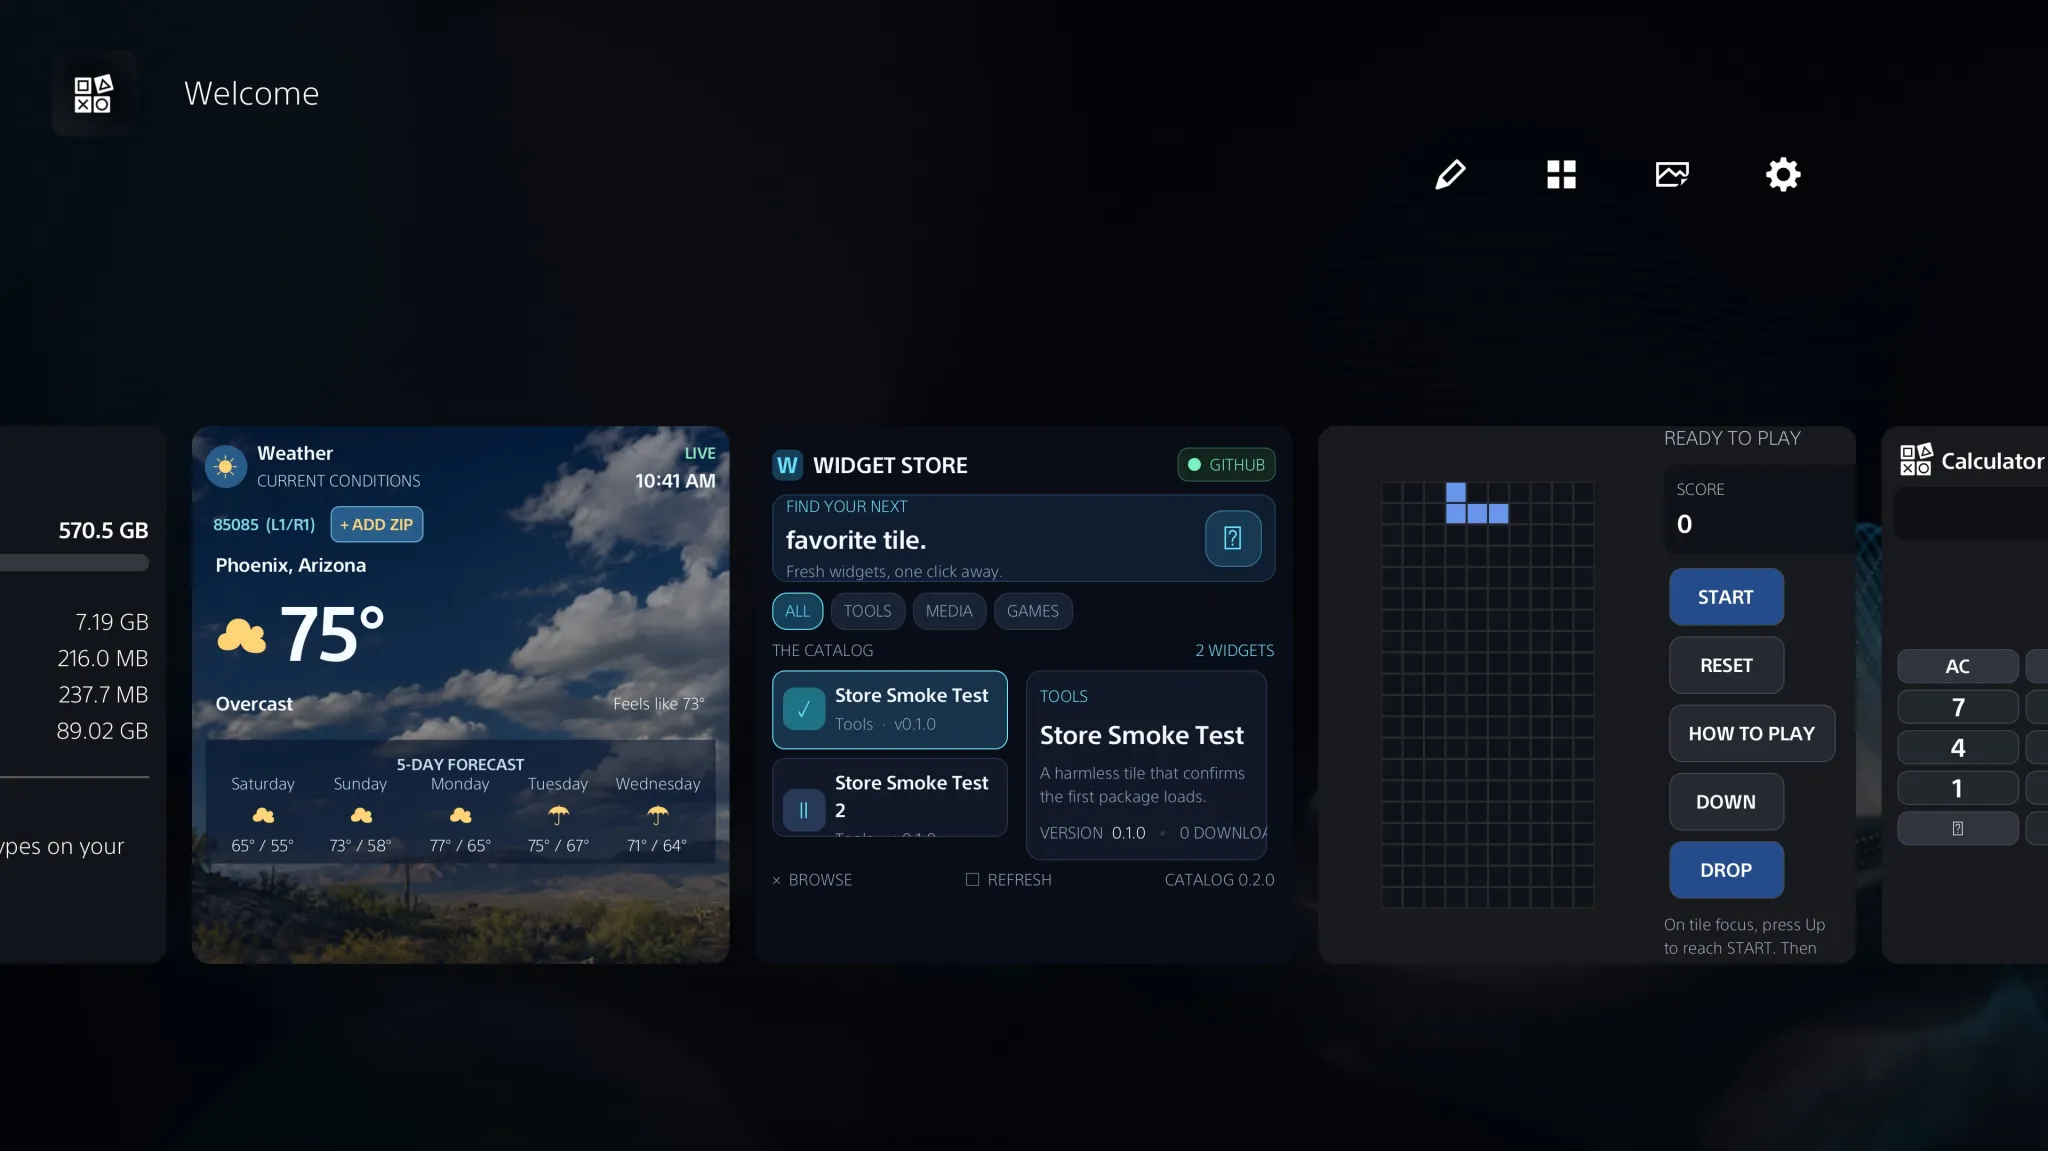 Welcome
570.5 GB
7.19 GB
216.0 MB
237.7 MB
89.02 GB
ypes on your
Weather
CURRENT CONDITIONS
LIVE
10:41 AM
85085 (L1/R1)
+ ADD ZIP
Phoenix, Arizona
75°
Overcast
Feels like 73°
5-DAY FORECAST
Saturday Sunday Monday Tuesday Wednesday
65° / 55° 73° / 58° 77° / 65° 75° / 67° 71° / 64°
W WIDGET STORE
GITHUB
FIND YOUR NEXT
favorite tile.
Fresh widgets, one click away.
ALL TOOLS MEDIA GAMES
THE CATALOG
2 WIDGETS
✓ Store Smoke Test
Tools · v0.1.0
Store Smoke Test
2
Tools · v0.1.0
TOOLS
Store Smoke Test
A harmless tile that confirms
the first package loads.
VERSION 0.1.0 • 0 DOWNLOA
× BROWSE
□ REFRESH
CATALOG 0.2.0
READY TO PLAY
SCORE
0
START
RESET
HOW TO PLAY
DOWN
DROP
On tile focus, press Up
to reach START. Then
Calculator
AC
7
4
1